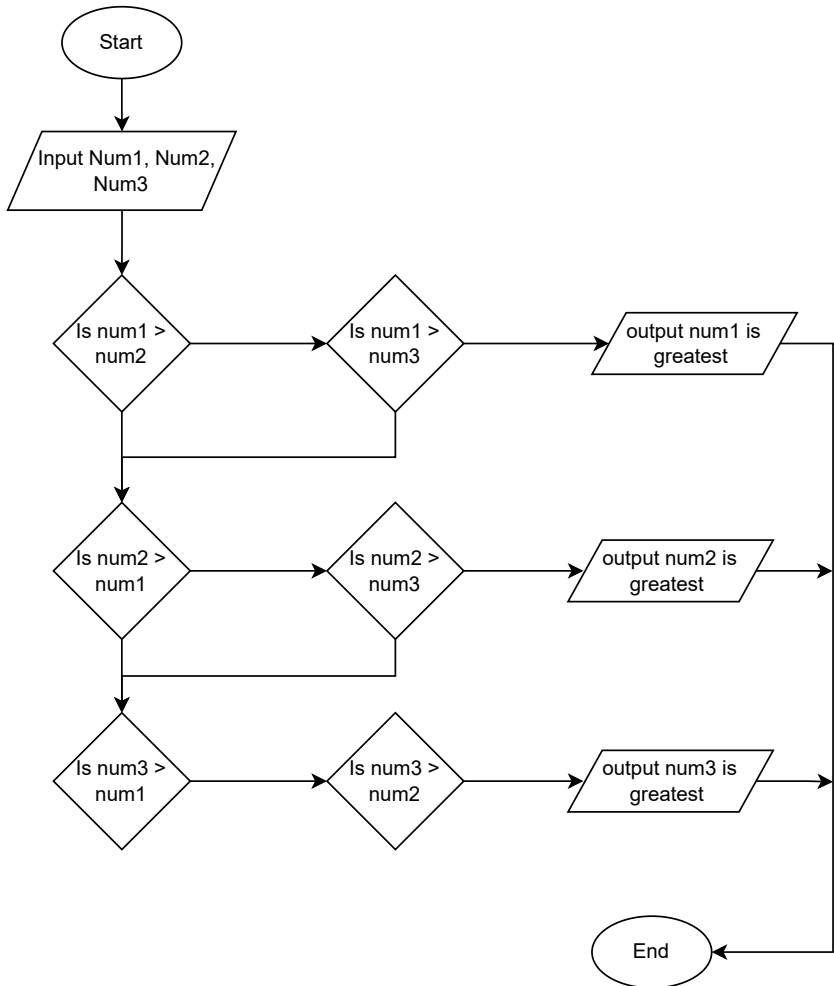 Start
Input Num1, Num2,
Num3
Is num1 >
num2
Is num1 >
num3
output num1 is
greatest
Is num2 >
num1
Is num2 >
num3
output num2 is
greatest
Is num3 >
num1
Is num3 >
num2
output num3 is
greatest
End